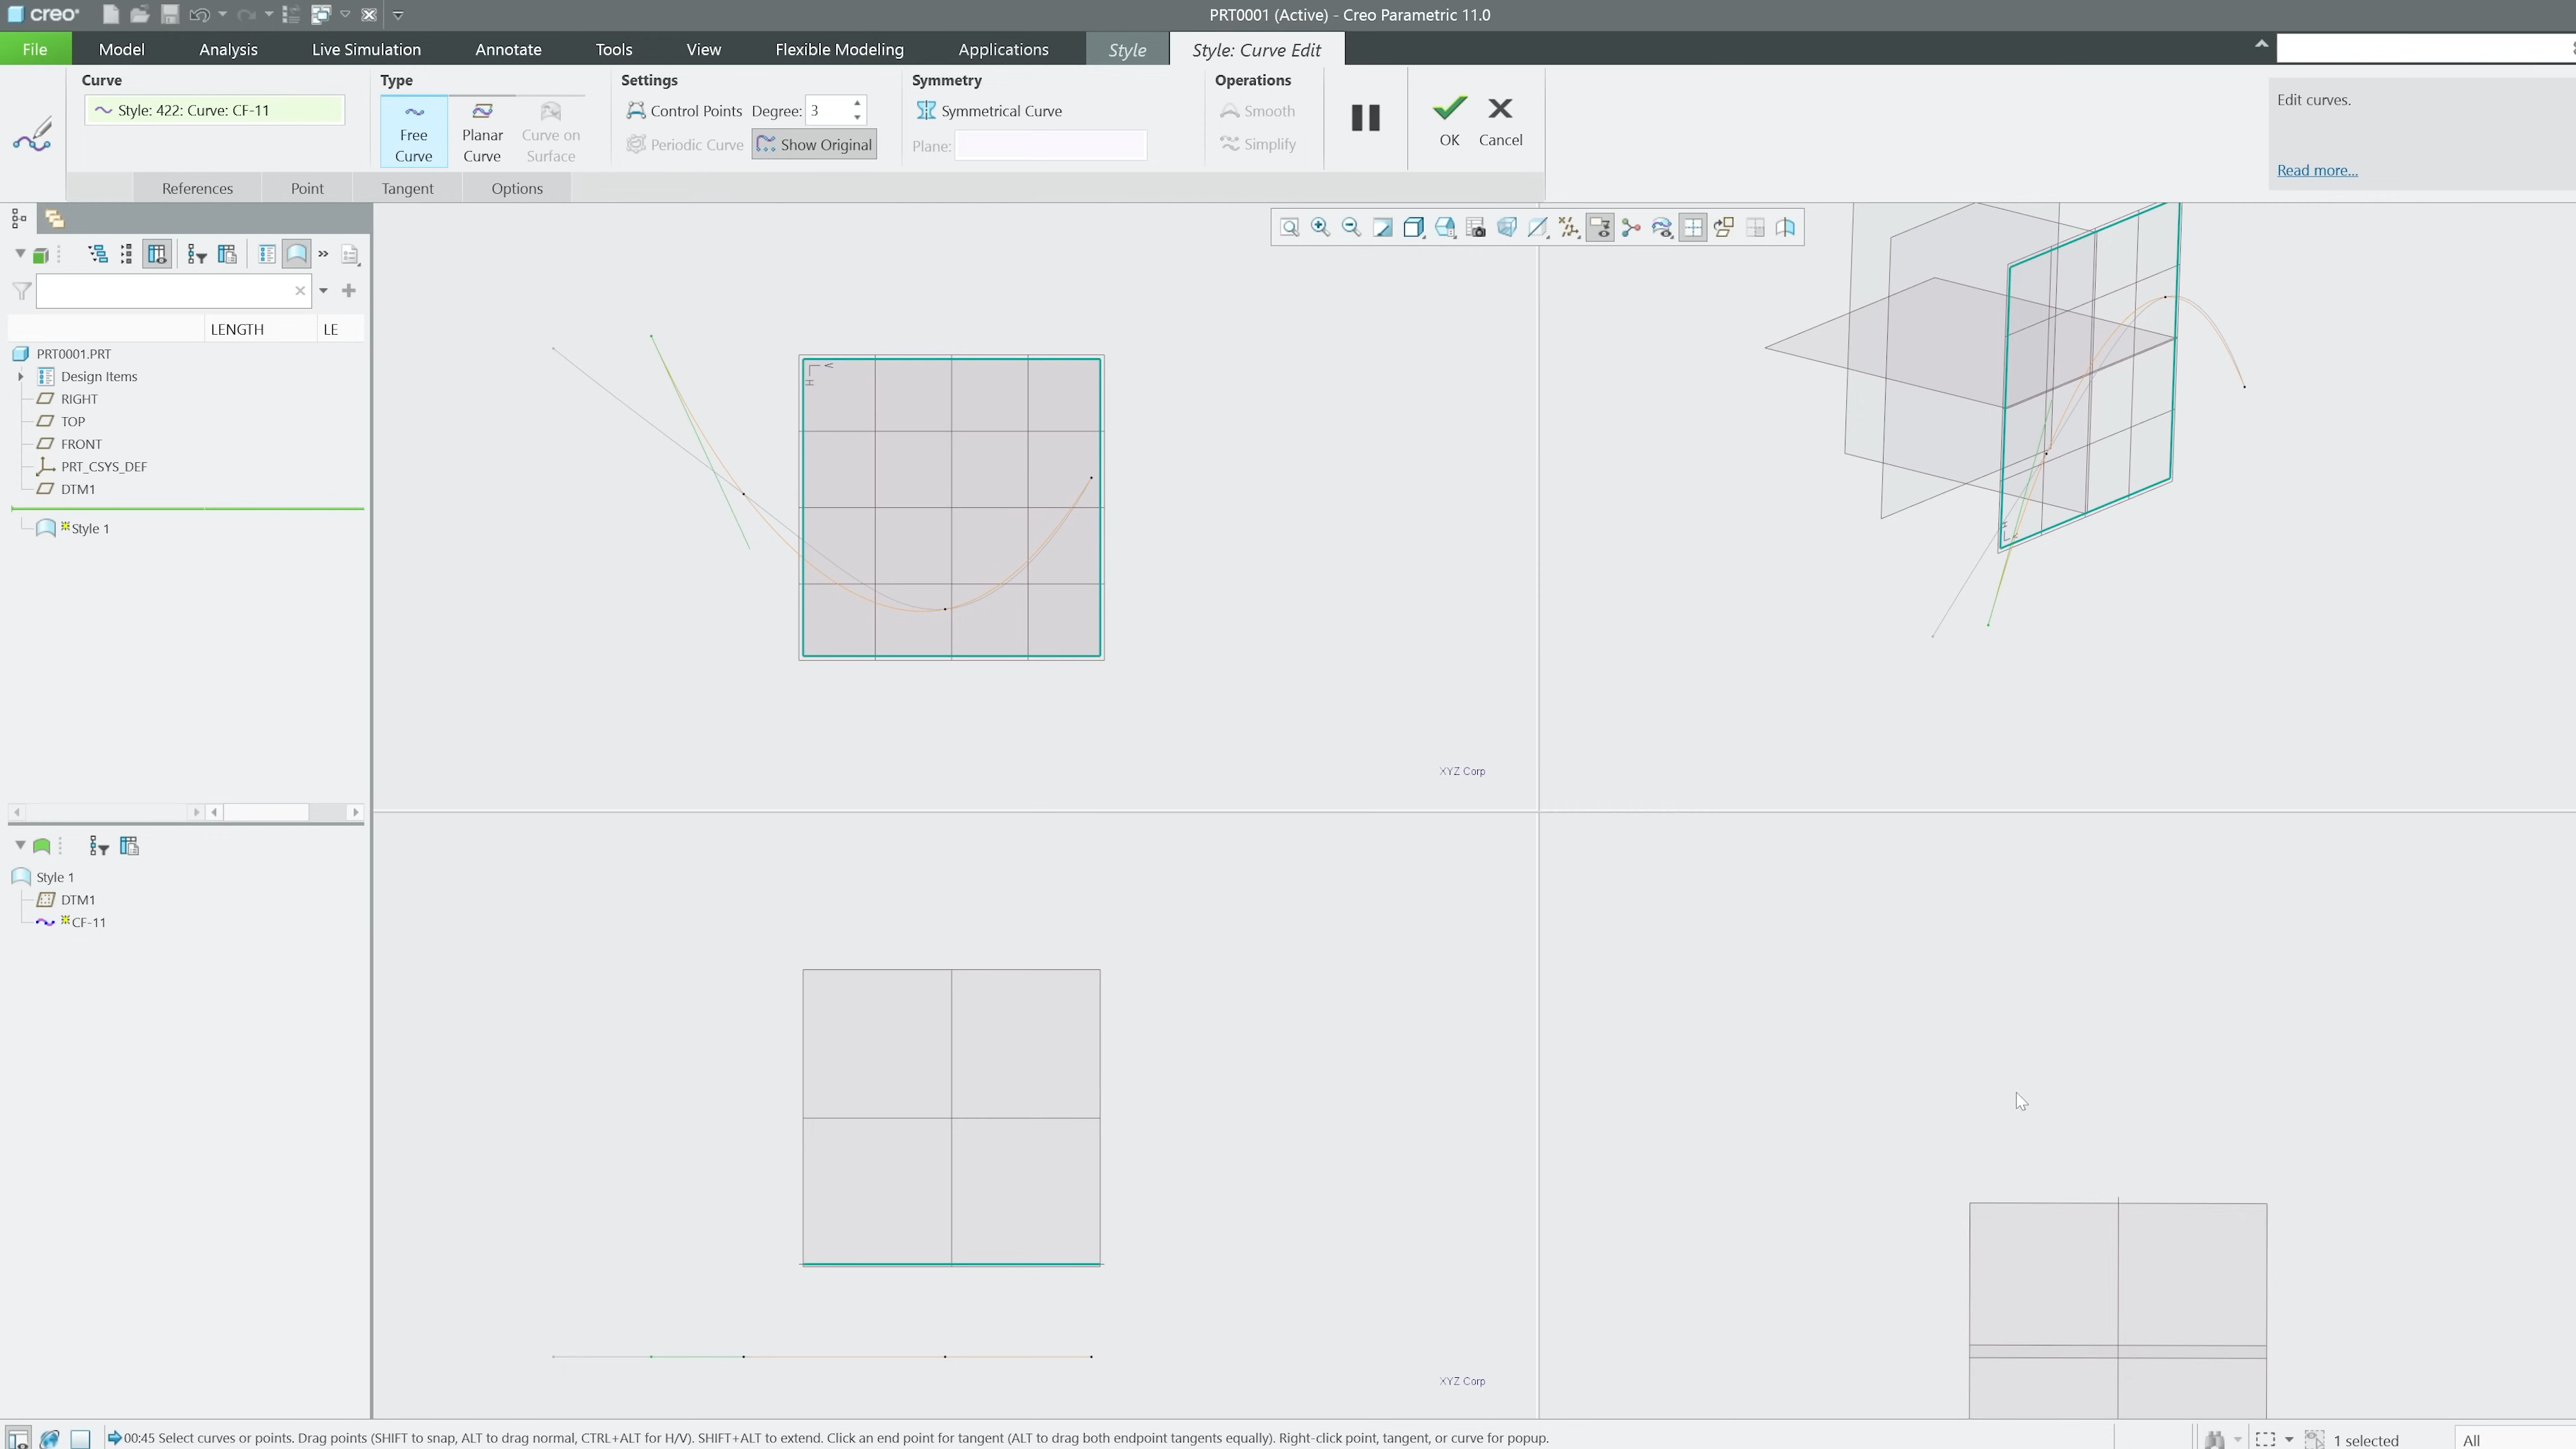 creo
PRT0001 (Active) - Creo Parametric 11.0
File Model Analysis Live Simulation Annotate Tools View Flexible Modeling Applications Style Style: Curve Edit
Curve Type Settings Symmetry Operations
Style: 422: Curve: CF-11
Free Curve
Planar Curve
Curve on Surface
Control Points Degree: 3
Periodic Curve Show Original
Symmetrical Curve
Plane:
Smooth
Simplify
OK Cancel
Edit curves.
Read more...
References Point Tangent Options
LENGTH LE
PRT0001.PRT
Design Items
RIGHT
TOP
FRONT
PRT_CSYS_DEF
DTM1
Style 1
V
H
XYZ Corp
Style 1
DTM1
CF-11
XYZ Corp
00:45 Select curves or points. Drag points (SHIFT to snap, ALT to drag normal, CTRL+ALT for H/V). SHIFT+ALT to extend. Click an end point for tangent (ALT to drag both endpoint tangents equally). Right-click point, tangent, or curve for popup.
1 selected All